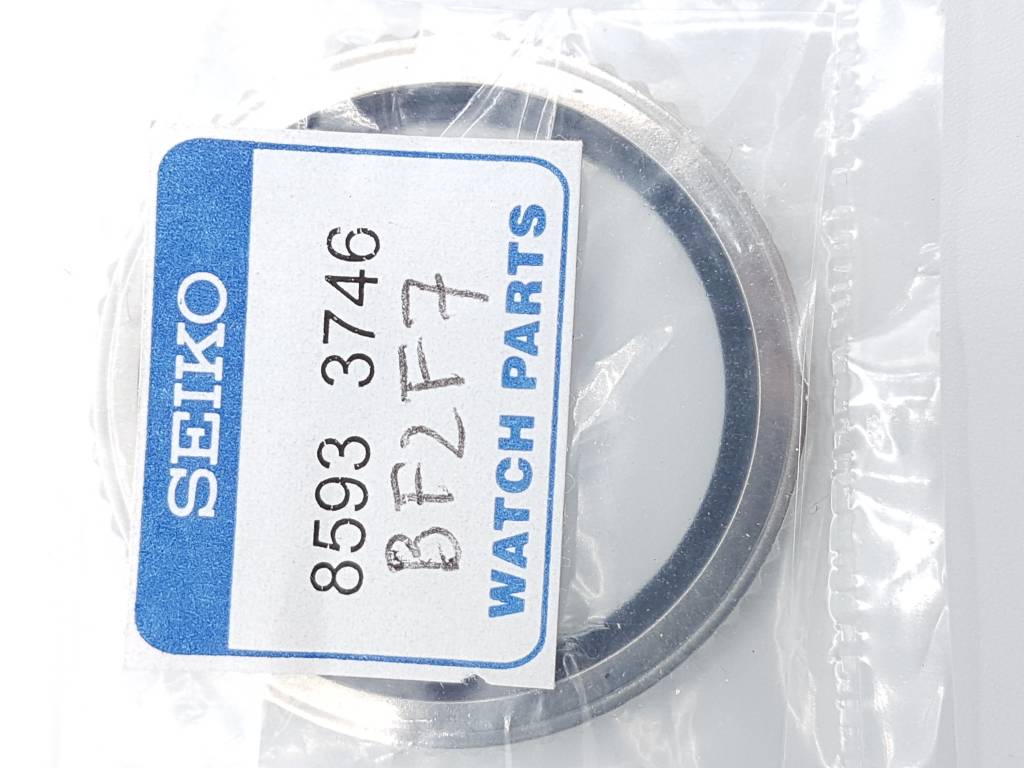 SEIKO
8593 3746
BF2F7
WATCH PARTS